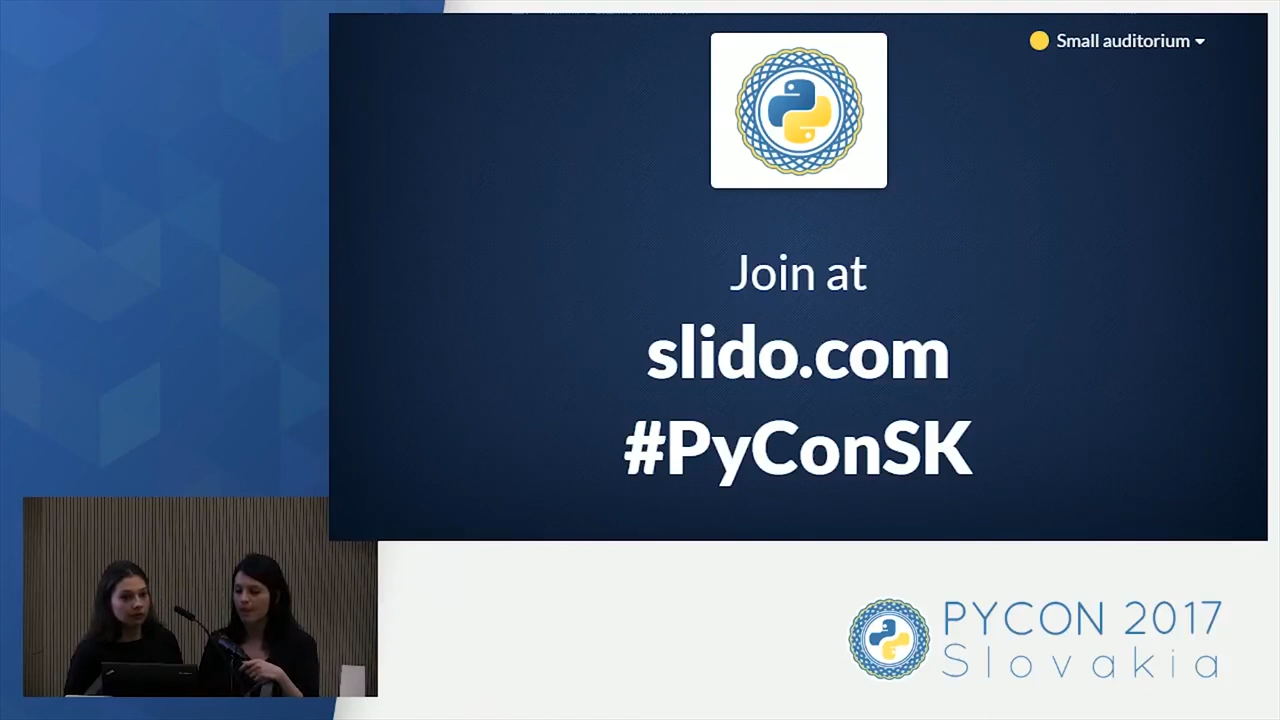 Small auditorium
Join at
slido.com
#PyConSK
PYCON 2017
Slovakia